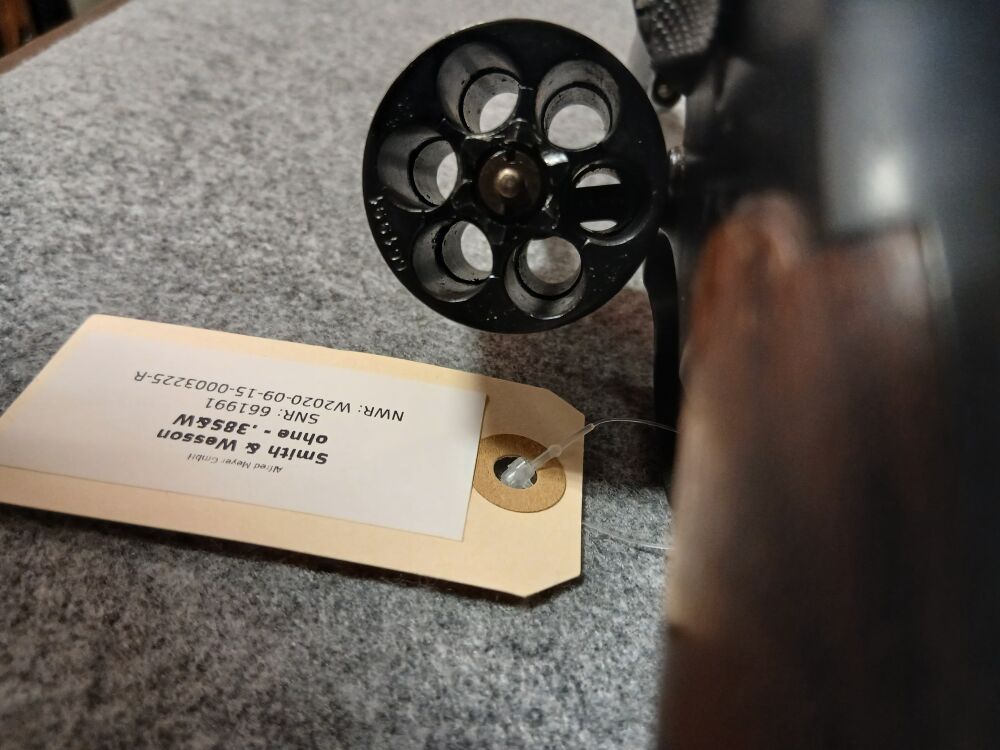 Alfred Meyer GmbH
Smith & Wesson
ohne - .38S&W
SNR: 661991
NWR: W2020-09-15-0003225-R